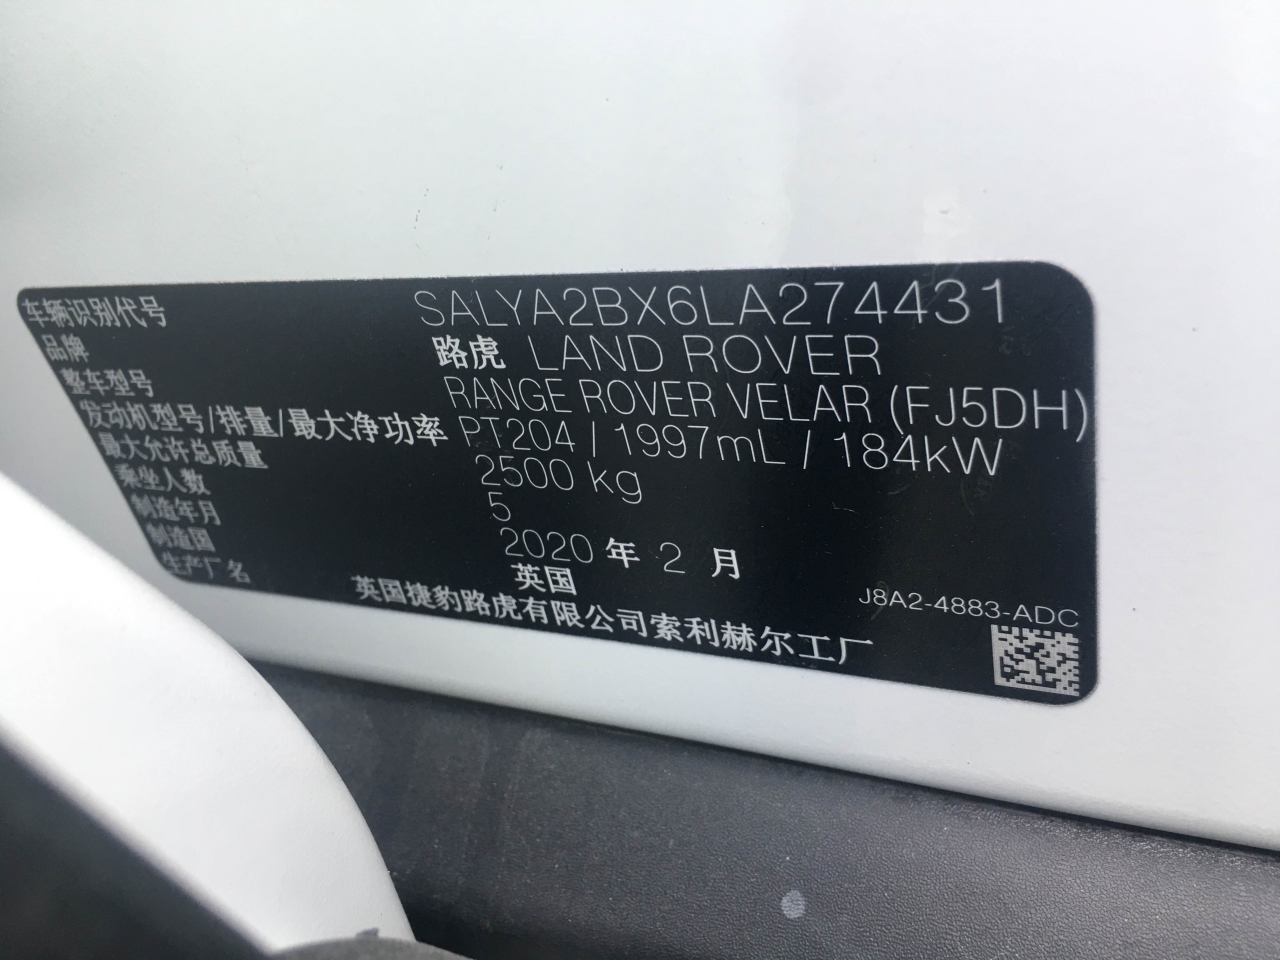 车辆识别代号 SALYA2BX6LA274431
品牌 路虎 LAND ROVER
整车型号 RANGE ROVER VELAR (FJ5DH)
发动机型号/排量/最大净功率 PT204 / 1997mL / 184kW
最大允许总质量 2500 kg
乘坐人数 5
制造年月 2020 年 2 月
制造国 英国
生产厂名 英国捷豹路虎有限公司索利赫尔工厂
J8A2-4883-ADC